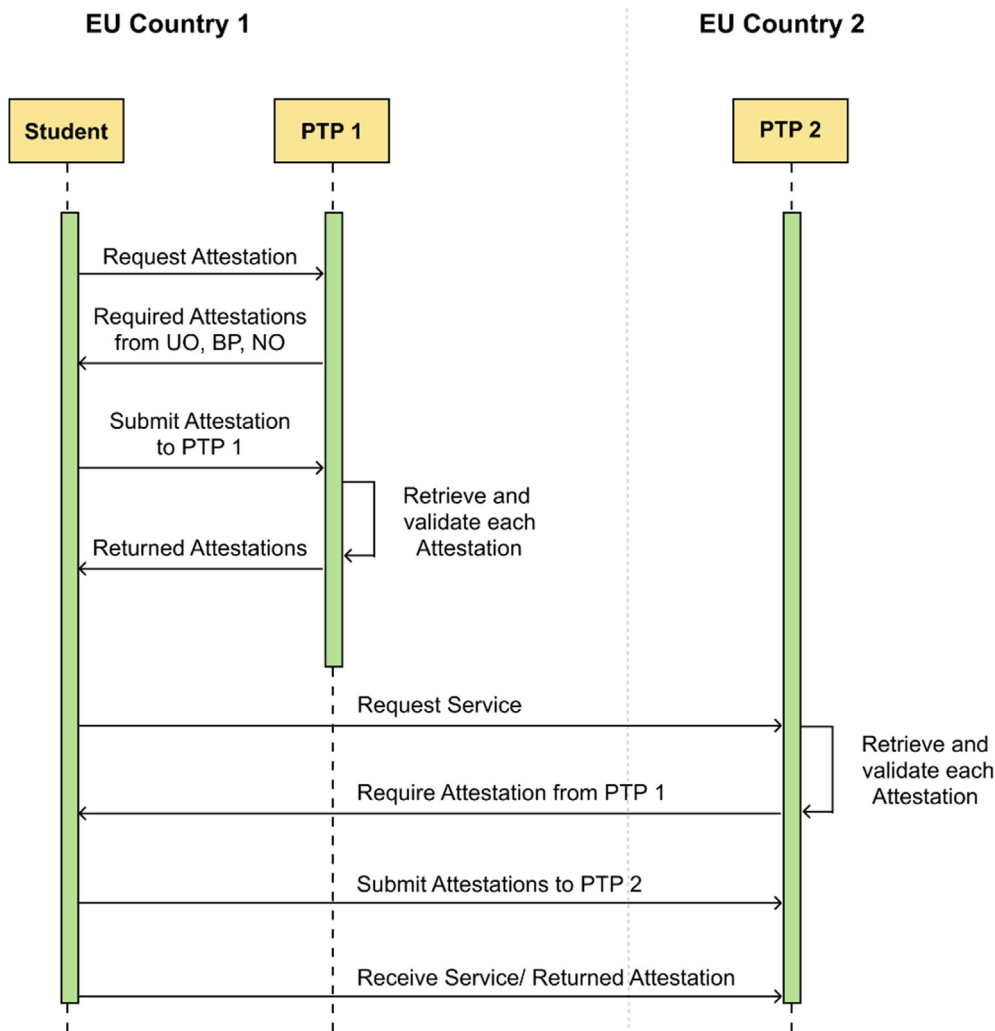 EU Country 1
EU Country 2
Student
PTP 1
PTP 2
Request Attestation
Required Attestations
from UO, BP, NO
Submit Attestation
to PTP 1
Retrieve and
validate each
Attestation
Returned Attestations
Request Service
Retrieve and
validate each
Attestation
Require Attestation from PTP 1
Submit Attestations to PTP 2
Receive Service/ Returned Attestation